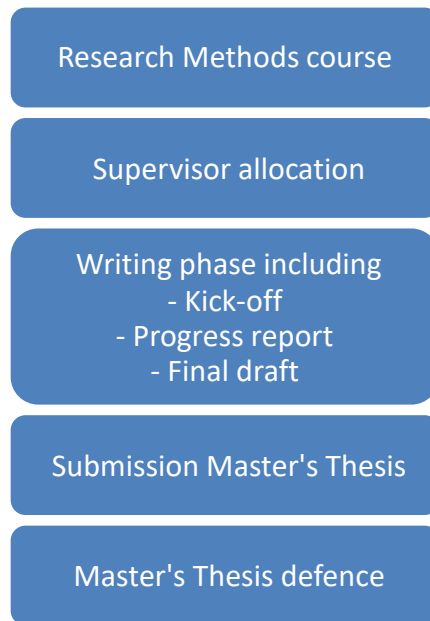 Research Methods course
Supervisor allocation
Writing phase including
- Kick-off
- Progress report
- Final draft
Submission Master's Thesis
Master's Thesis defence